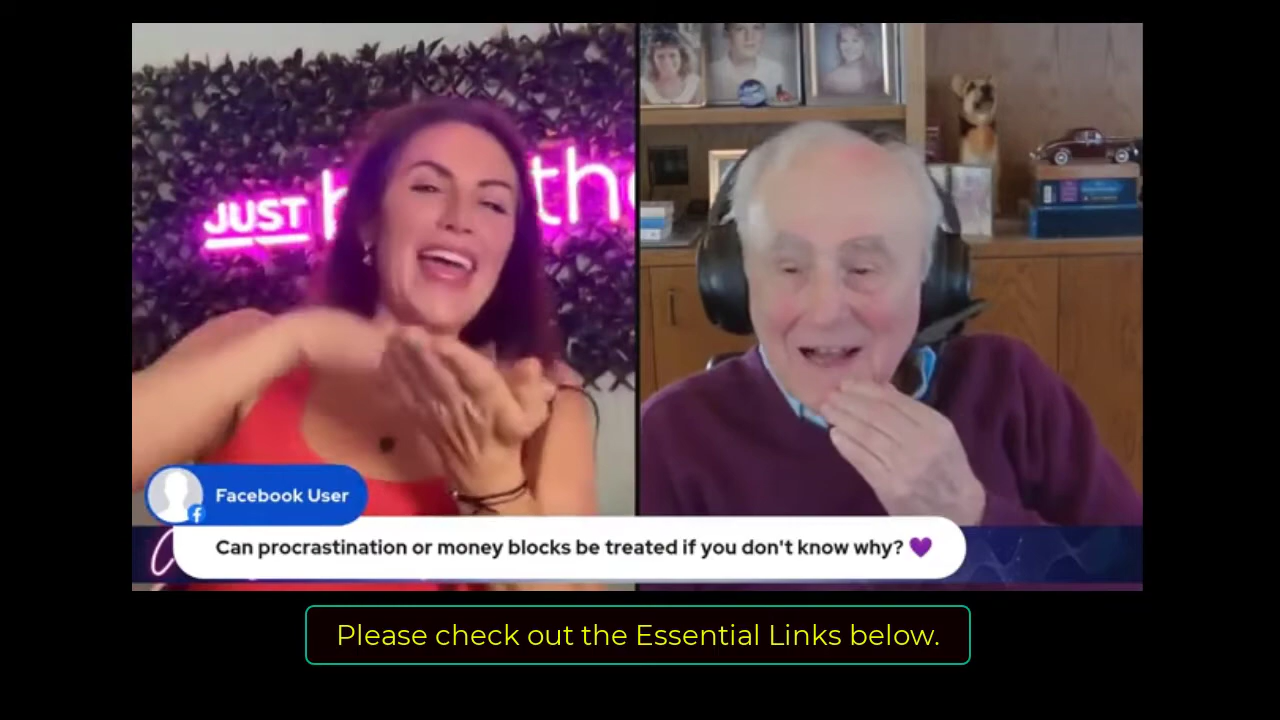 JUST
Facebook User
Can procrastination or money blocks be treated if you don't know why? 💜
Please check out the Essential Links below.